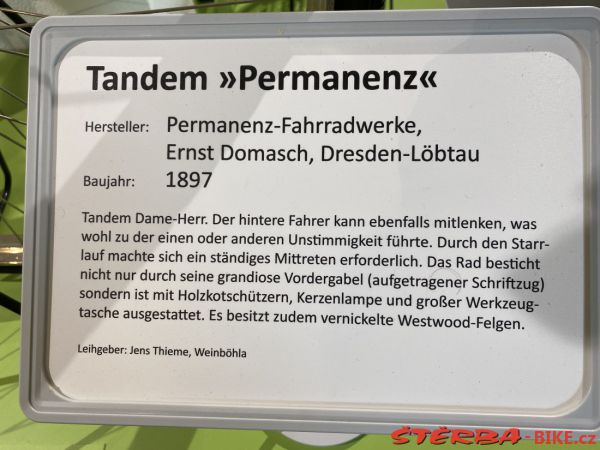 Tandem »Permanenz«
Hersteller: Permanenz-Fahrradwerke,
Ernst Domasch, Dresden-Löbtau
Baujahr: 1897
Tandem Dame-Herr. Der hintere Fahrer kann ebenfalls mitlenken, was
wohl zu der einen oder anderen Unstimmigkeit führte. Durch den Starr-
lauf machte sich ein ständiges Mittreten erforderlich. Das Rad besticht
nicht nur durch seine grandiose Vordergabel (aufgetragener Schriftzug)
sondern ist mit Holzkotschützern, Kerzenlampe und großer Werkzeug-
tasche ausgestattet. Es besitzt zudem vernickelte Westwood-Felgen.
Leihgeber: Jens Thieme, Weinböhla
ŠTĚRBA-BIKE.cz